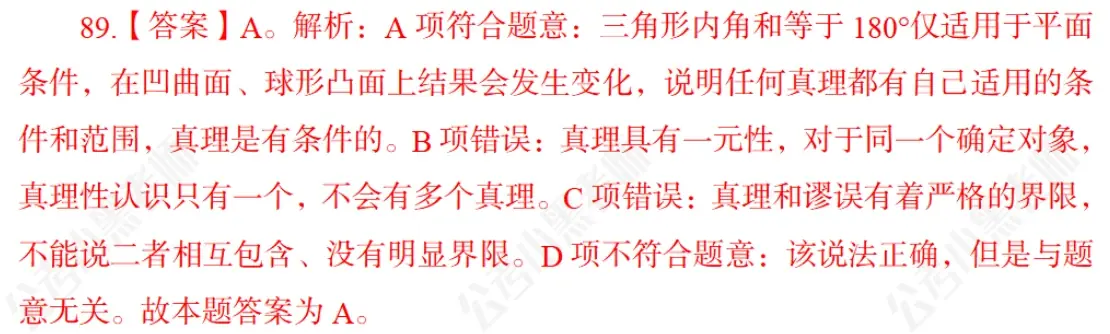 89.【答案】A。解析：A 项符合题意：三角形内角和等于 180°仅适用于平面
条件，在凹曲面、球形凸面上结果会发生变化，说明任何真理都有自己适用的条
件和范围，真理是有条件的。B 项错误：真理具有一元性，对于同一个确定对象，
真理性认识只有一个，不会有多个真理。C 项错误：真理和谬误有着严格的界限，
不能说二者相互包含、没有明显界限。D 项不符合题意：该说法正确，但是与题
意无关。故本题答案为 A。